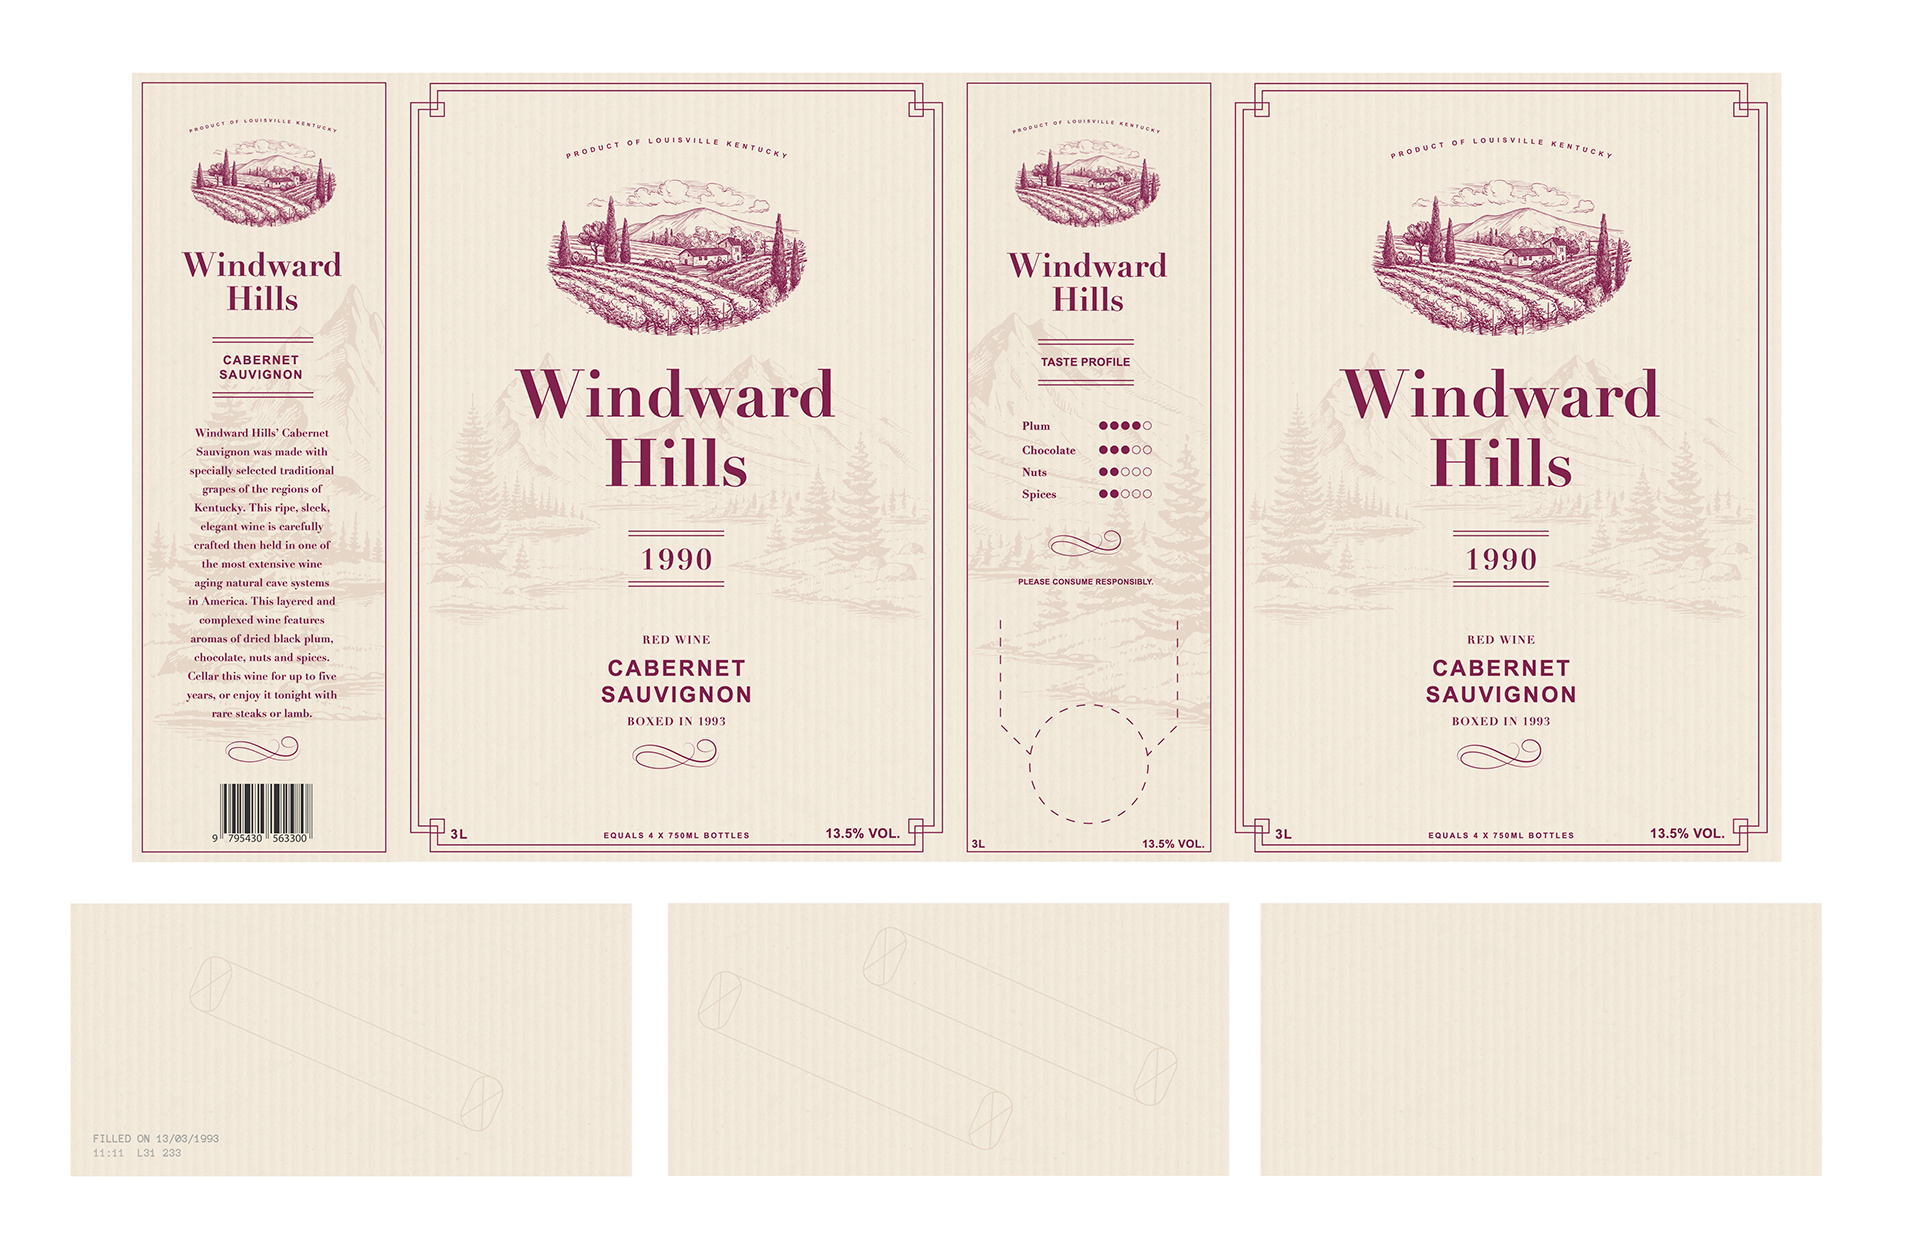 PRODUCT OF LOUISVILLE KENTUCKY
Windward
Hills
CABERNET
SAUVIGNON
Windward Hills' Cabernet
Sauvignon was made with
specially selected traditional
grapes of the regions of
Kentucky. This ripe, sleek,
elegant wine is carefully
crafted then held in one of
the most extensive wine
aging natural cave systems
in America. This layered and
complexed wine features
aromas of dried black plum,
chocolate, nuts and spices.
Cellar this wine for up to five
years, or enjoy it tonight with
rare steaks or lamb.
9 795430 563300
PRODUCT OF LOUISVILLE KENTUCKY
Windward
Hills
1990
RED WINE
CABERNET
SAUVIGNON
BOXED IN 1993
3L
EQUALS 4 X 750ML BOTTLES
13.5% VOL.
PRODUCT OF LOUISVILLE KENTUCKY
Windward
Hills
TASTE PROFILE
Plum
Chocolate
Nuts
Spices
PLEASE CONSUME RESPONSIBLY.
3L
13.5% VOL.
PRODUCT OF LOUISVILLE KENTUCKY
Windward
Hills
1990
RED WINE
CABERNET
SAUVIGNON
BOXED IN 1993
3L
EQUALS 4 X 750ML BOTTLES
13.5% VOL.
FILLED ON 13/03/1993
11:11 L31 233